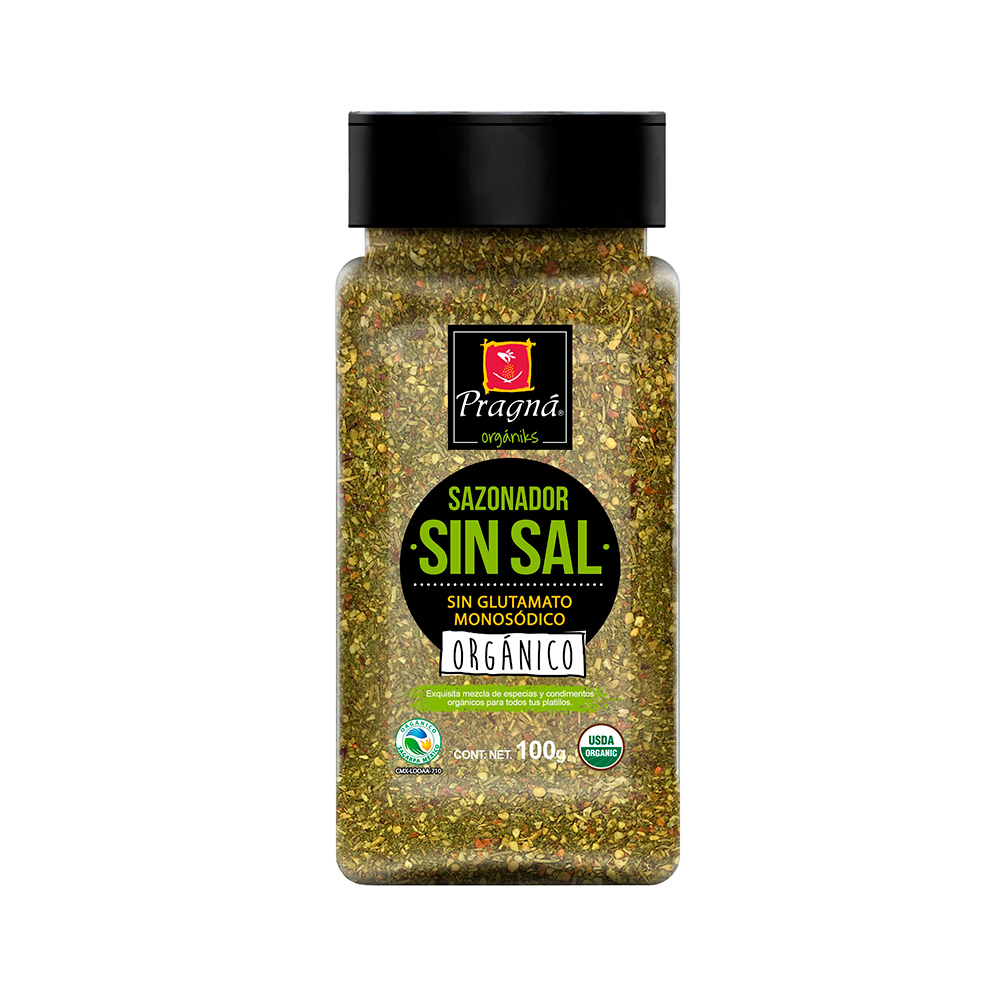 Pragná®
orgániks
SAZONADOR
·SIN SAL·
SIN GLUTAMATO
MONOSÓDICO
ORGÁNICO
Exquisita mezcla de especias y condimentos
orgánicos para todos tus platillos.
ORGÁNICO
SAGARPA MÉXICO
CMX-LOOAA-710
CONT. NET. 100g
USDA
ORGANIC